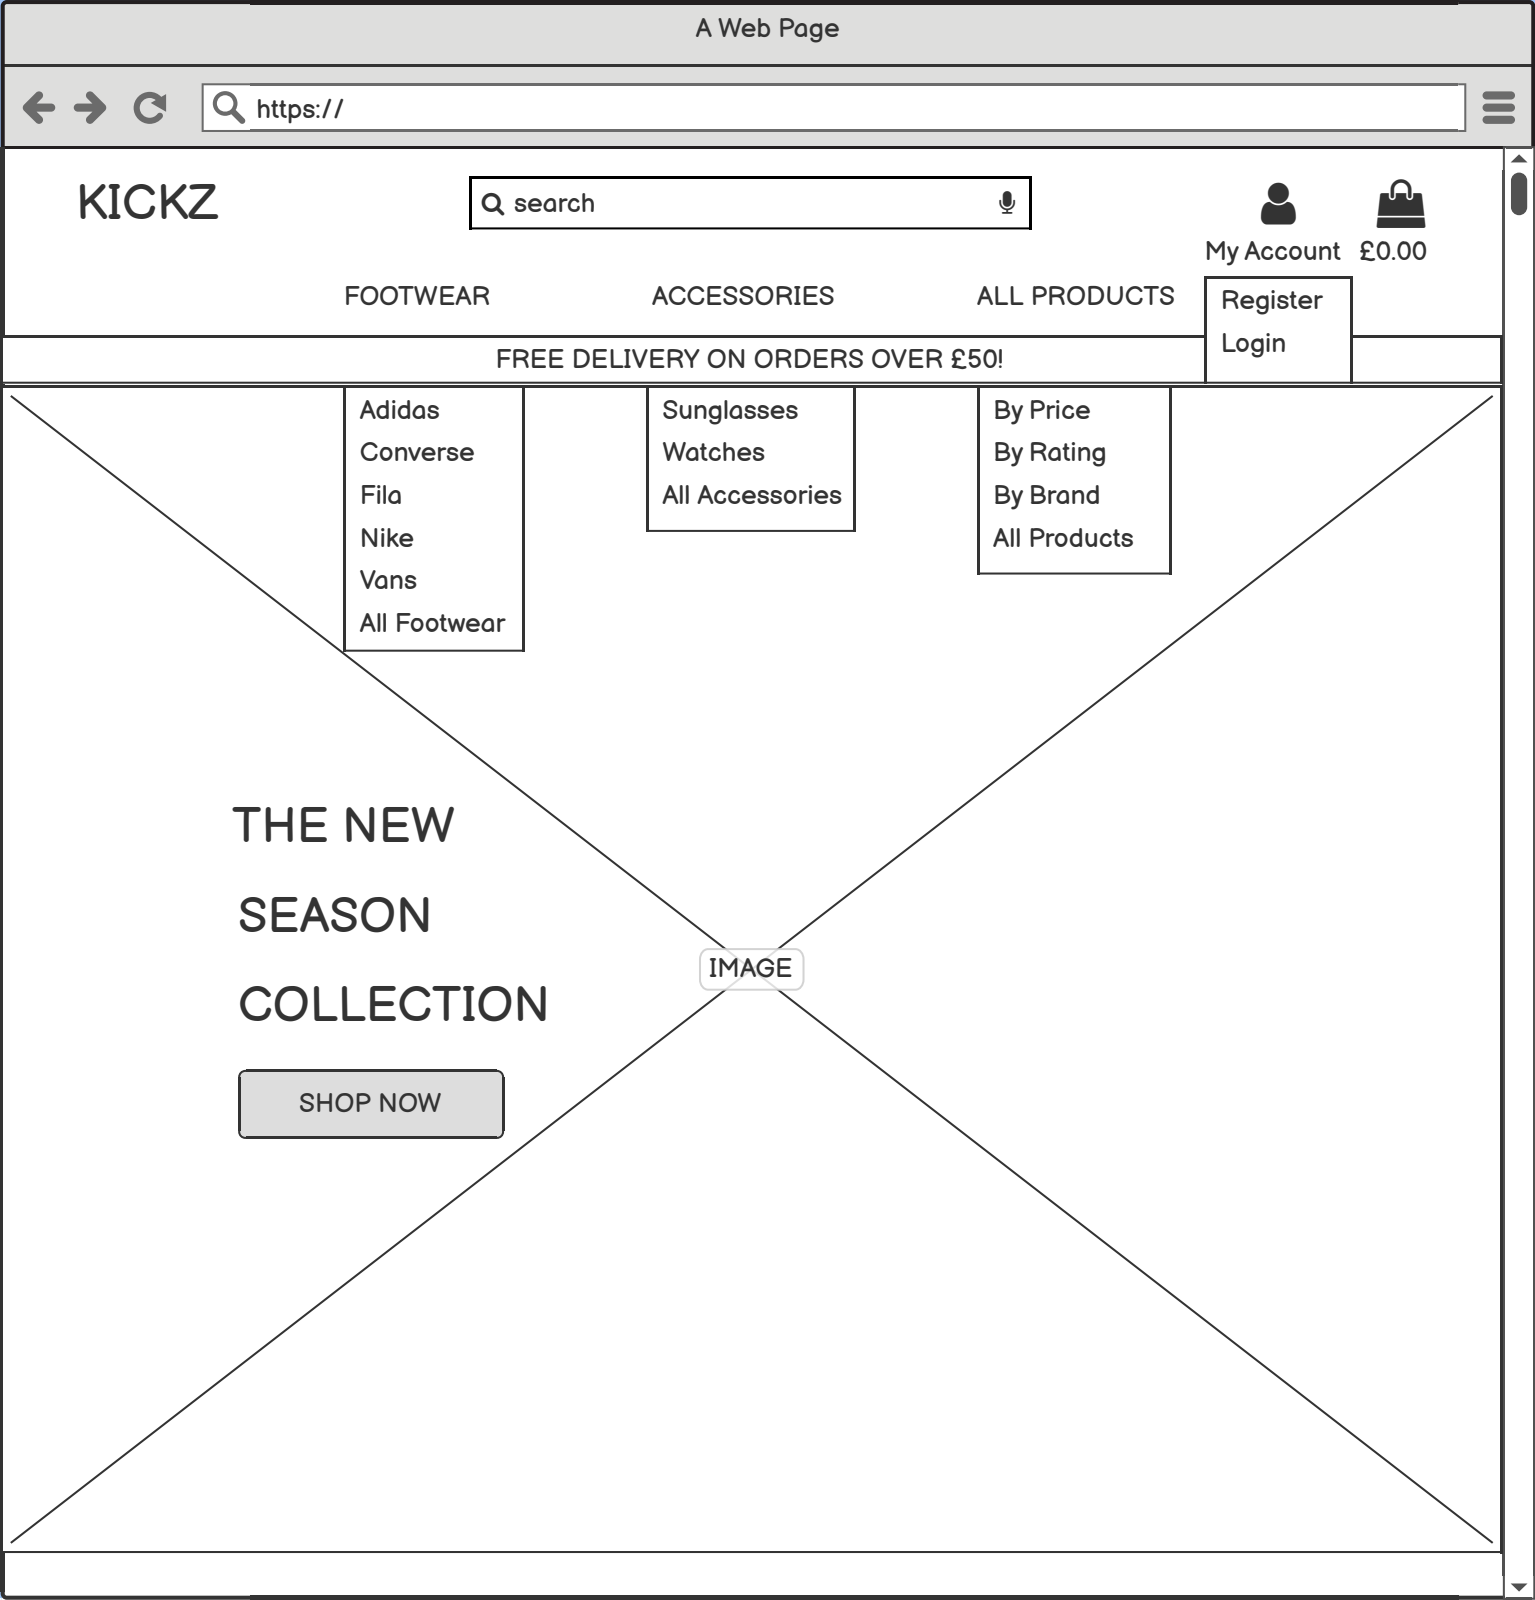 A Web Page
https://
KICKZ
search
My Account £0.00
FOOTWEAR ACCESSORIES ALL PRODUCTS
Register
Login
FREE DELIVERY ON ORDERS OVER £50!
Adidas
Converse
Fila
Nike
Vans
All Footwear
Sunglasses
Watches
All Accessories
By Price
By Rating
By Brand
All Products
THE NEW
SEASON
COLLECTION
IMAGE
SHOP NOW